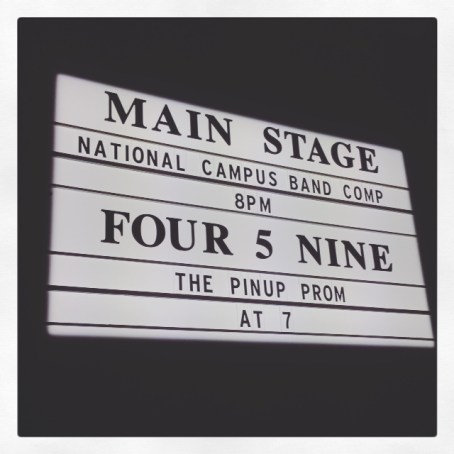 MAIN STAGE
NATIONAL CAMPUS BAND COMP
8PM
FOUR 5 NINE
THE PINUP PROM
AT 7